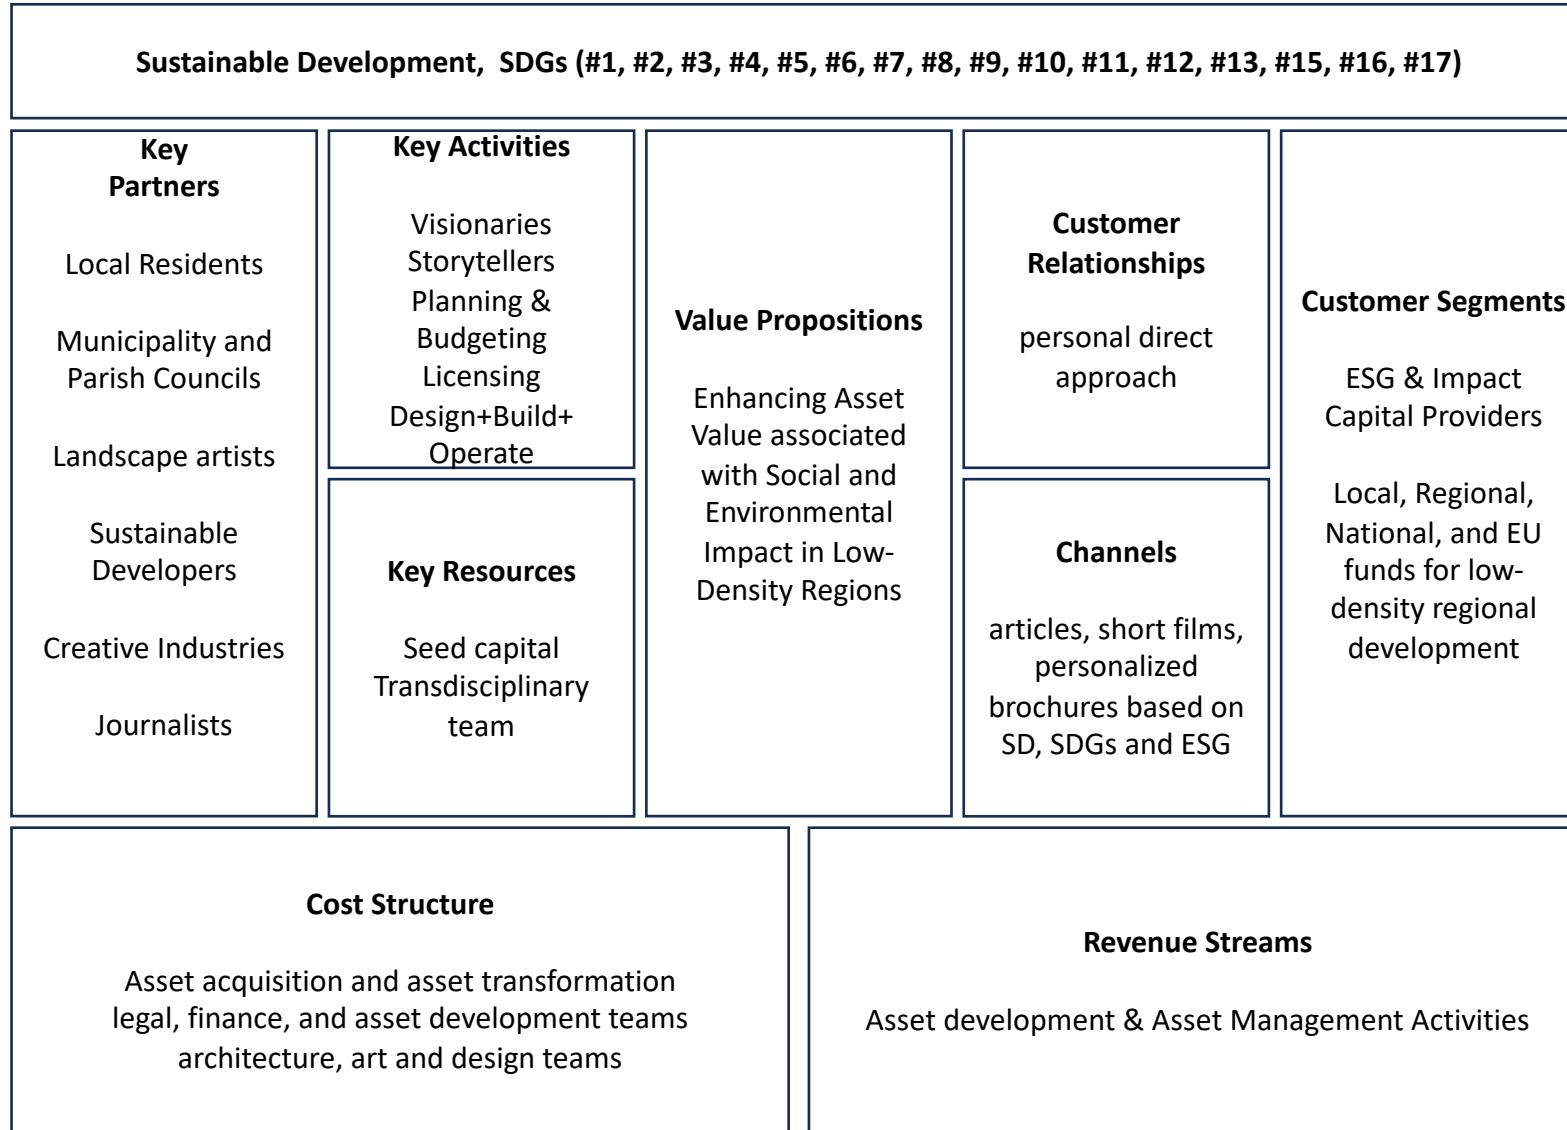 Sustainable Development,  SDGs (#1, #2, #3, #4, #5, #6, #7, #8, #9, #10, #11, #12, #13, #15, #16, #17)
Key
Partners
Local Residents
Municipality and
Parish Councils
Landscape artists
Sustainable
Developers
Creative Industries
Journalists
Key Activities
Visionaries
Storytellers
Planning &
Budgeting
Licensing
Design+Build+
Operate
Key Resources
Seed capital
Transdisciplinary
team
Value Propositions
Enhancing Asset
Value associated
with Social and
Environmental
Impact in Low-
Density Regions
Customer
Relationships
personal direct
approach
Channels
articles, short films,
personalized
brochures based on
SD, SDGs and ESG
Customer Segments
ESG & Impact
Capital Providers
Local, Regional,
National, and EU
funds for low-
density regional
development
Cost Structure
Asset acquisition and asset transformation
legal, finance, and asset development teams
architecture, art and design teams
Revenue Streams
Asset development & Asset Management Activities